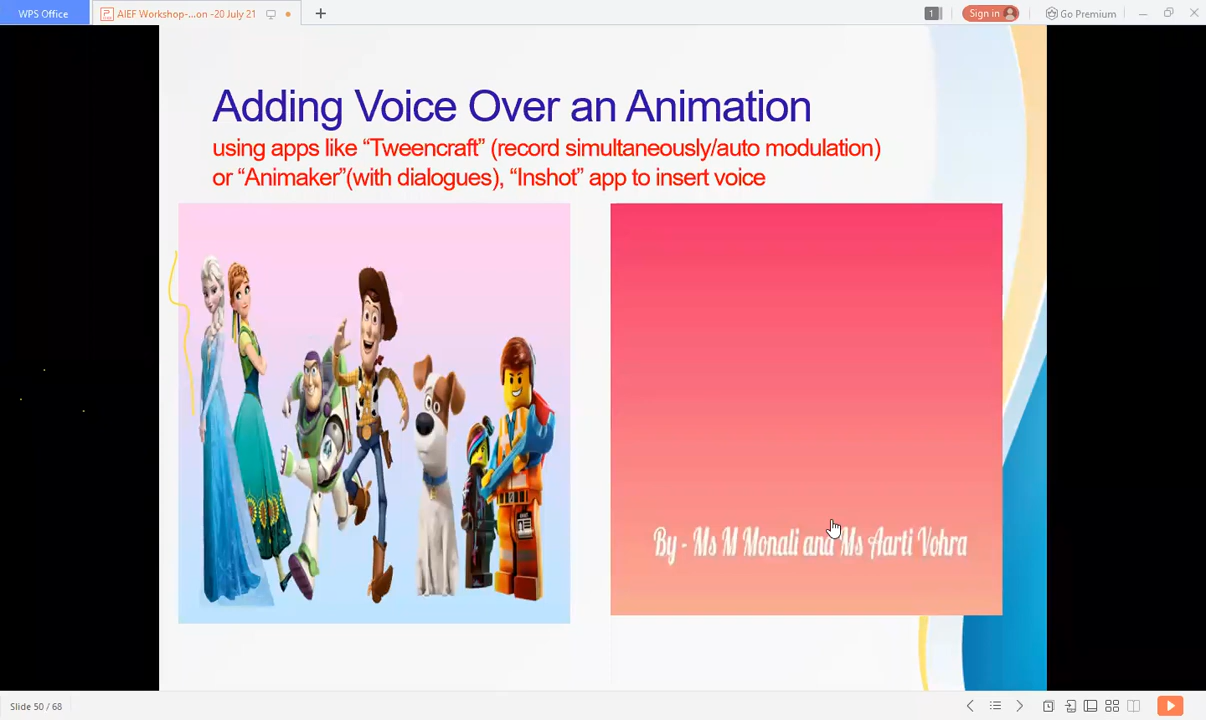 WPS Office
AIEF Workshop-...on -20 July 21
1
Sign in
Go Premium
Adding Voice Over an Animation
using apps like “Tweencraft” (record simultaneously/auto modulation)
or “Animaker”(with dialogues), “Inshot” app to insert voice
By - Ms M Monali and Ms Aarti Vohra
Slide 50 / 68